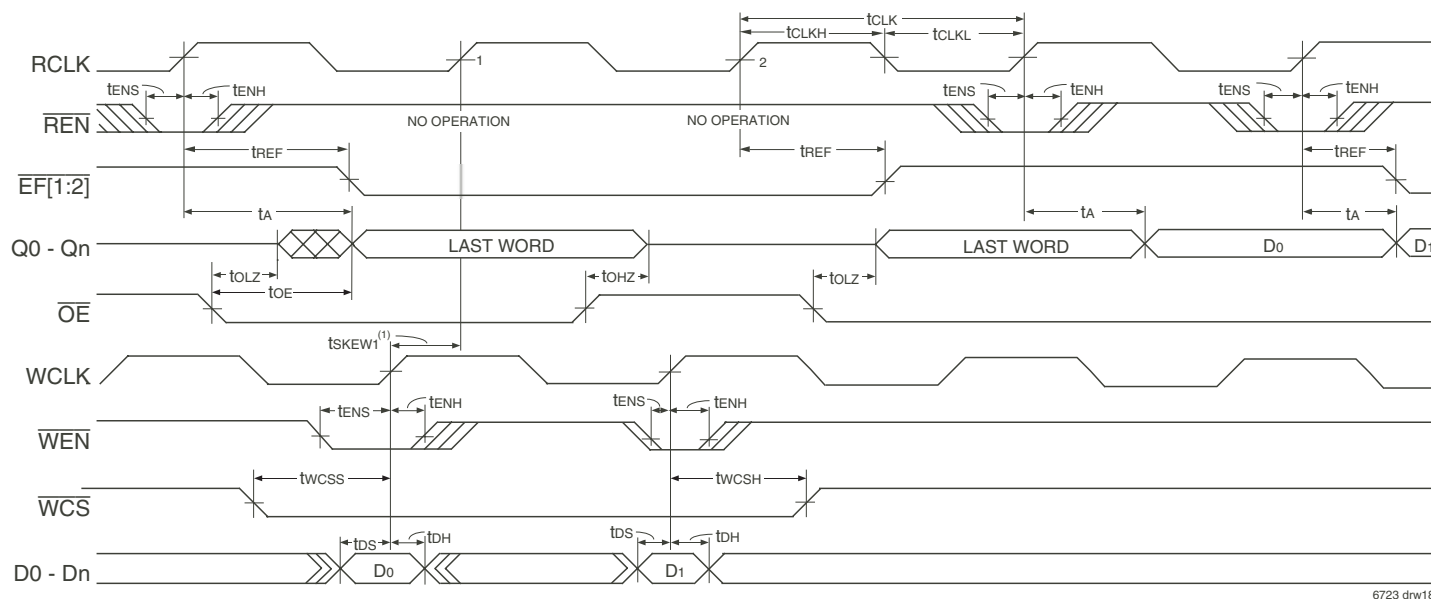 tCLK
tCLKH
tCLKL
RCLK
1
2
tENS
tENH
tENS
tENH
tENS
tENH
REN
NO OPERATION
NO OPERATION
tREF
tREF
tREF
EF[1:2]
tA
tA
tA
Q0 - Qn
LAST WORD
LAST WORD
D0
D1
tOLZ
tOHZ
tOLZ
tOE
OE
tSKEW1(1)
WCLK
tENS
tENH
tENS
tENH
WEN
tWCSS
tWCSH
WCS
tDS
tDH
tDS
tDH
D0 - Dn
D0
D1
6723 drw18